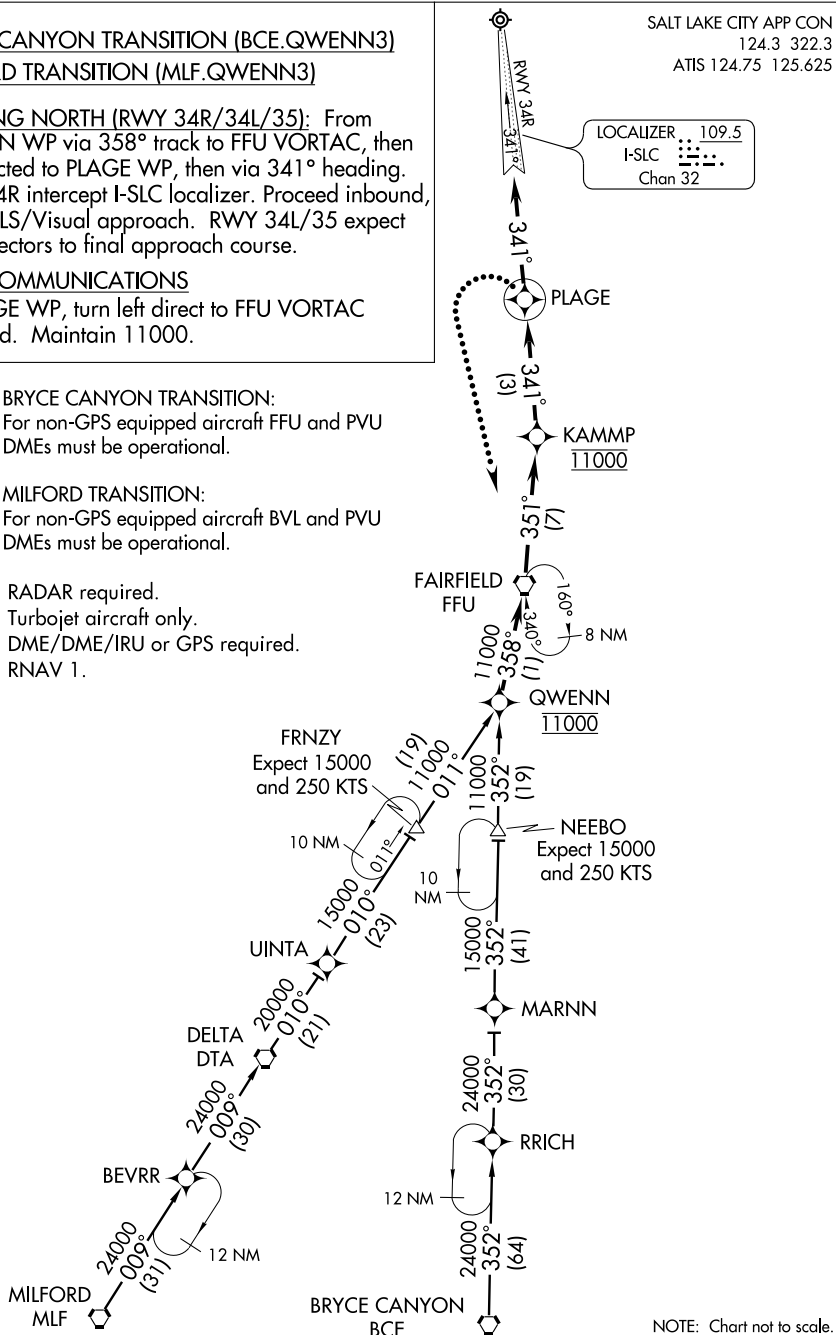 CANYON TRANSITION (BCE.QWENN3)
D TRANSITION (MLF.QWENN3)
NG NORTH (RWY 34R/34L/35): From
N WP via 358° track to FFU VORTAC, then
cted to PLAGE WP, then via 341° heading.
4R intercept I-SLC localizer. Proceed inbound,
LS/Visual approach. RWY 34L/35 expect
ectors to final approach course.
OMMUNICATIONS
GE WP, turn left direct to FFU VORTAC
d. Maintain 11000.
SALT LAKE CITY APP CON
124.3 322.3
ATIS 124.75 125.625
RWY 34R
341°
LOCALIZER 109.5
I-SLC
Chan 32
341°
PLAGE
341°
(3)
KAMMP
11000
BRYCE CANYON TRANSITION:
For non-GPS equipped aircraft FFU and PVU
DMEs must be operational.
MILFORD TRANSITION:
For non-GPS equipped aircraft BVL and PVU
DMEs must be operational.
RADAR required.
Turbojet aircraft only.
DME/DME/IRU or GPS required.
RNAV 1.
351°
(7)
FAIRFIELD
FFU
160°
340°
8 NM
11000
358°
(1)
QWENN
11000
FRNZY
Expect 15000
and 250 KTS
(19)
11000
011°
11000
352°
(19)
NEEBO
Expect 15000
and 250 KTS
10 NM
011°
10
NM
15000
010°
(23)
15000
352°
(41)
UINTA
MARNN
20000
010°
(21)
DELTA
DTA
24000
352°
(30)
24000
009°
(30)
RRICH
BEVRR
12 NM
12 NM
24000
009°
(31)
24000
352°
(64)
MILFORD
MLF
BRYCE CANYON
BCE
NOTE: Chart not to scale.